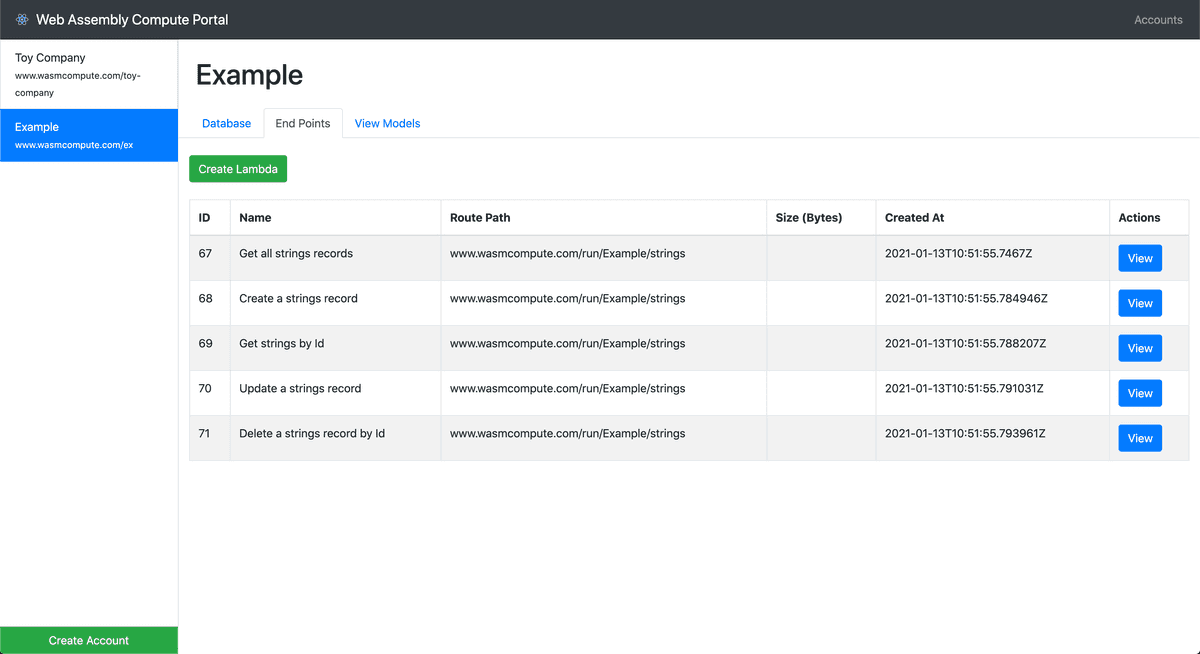 Web Assembly Compute Portal
Accounts
Toy Company
www.wasmcompute.com/toy-
company
Example
www.wasmcompute.com/ex
Create Account
Example
Database End Points View Models
Create Lambda
ID Name Route Path Size (Bytes) Created At Actions
67 Get all strings records www.wasmcompute.com/run/Example/strings 2021-01-13T10:51:55.7467Z View
68 Create a strings record www.wasmcompute.com/run/Example/strings 2021-01-13T10:51:55.784946Z View
69 Get strings by Id www.wasmcompute.com/run/Example/strings 2021-01-13T10:51:55.788207Z View
70 Update a strings record www.wasmcompute.com/run/Example/strings 2021-01-13T10:51:55.791031Z View
71 Delete a strings record by Id www.wasmcompute.com/run/Example/strings 2021-01-13T10:51:55.793961Z View